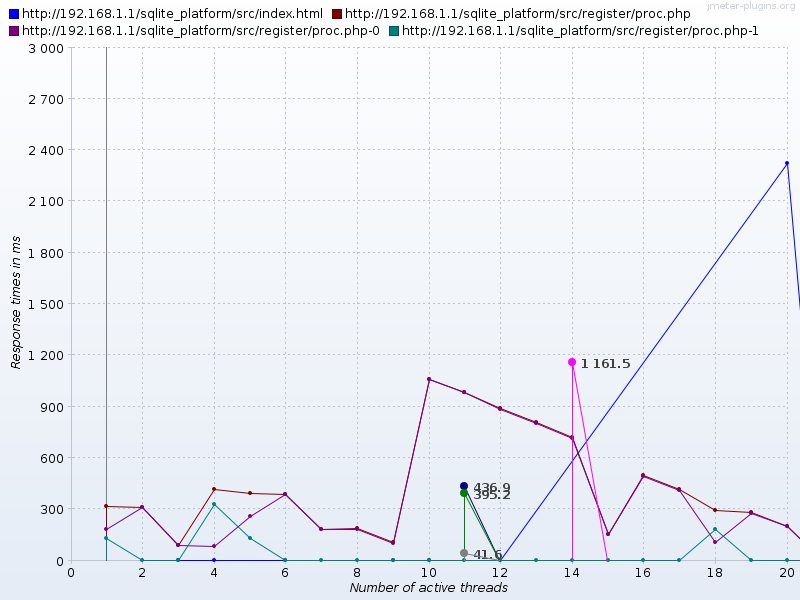 jmeter-plugins.org
http://192.168.1.1/sqlite_platform/src/index.html http://192.168.1.1/sqlite_platform/src/register/proc.php
http://192.168.1.1/sqlite_platform/src/register/proc.php-0 http://192.168.1.1/sqlite_platform/src/register/proc.php-1
3 000
2 700
2 400
2 100
1 800
1 500
1 200
900
600
300
0
Response times in ms
1 161.5
436.9
395.2
41.6
0 2 4 6 8 10 12 14 16 18 20
Number of active threads